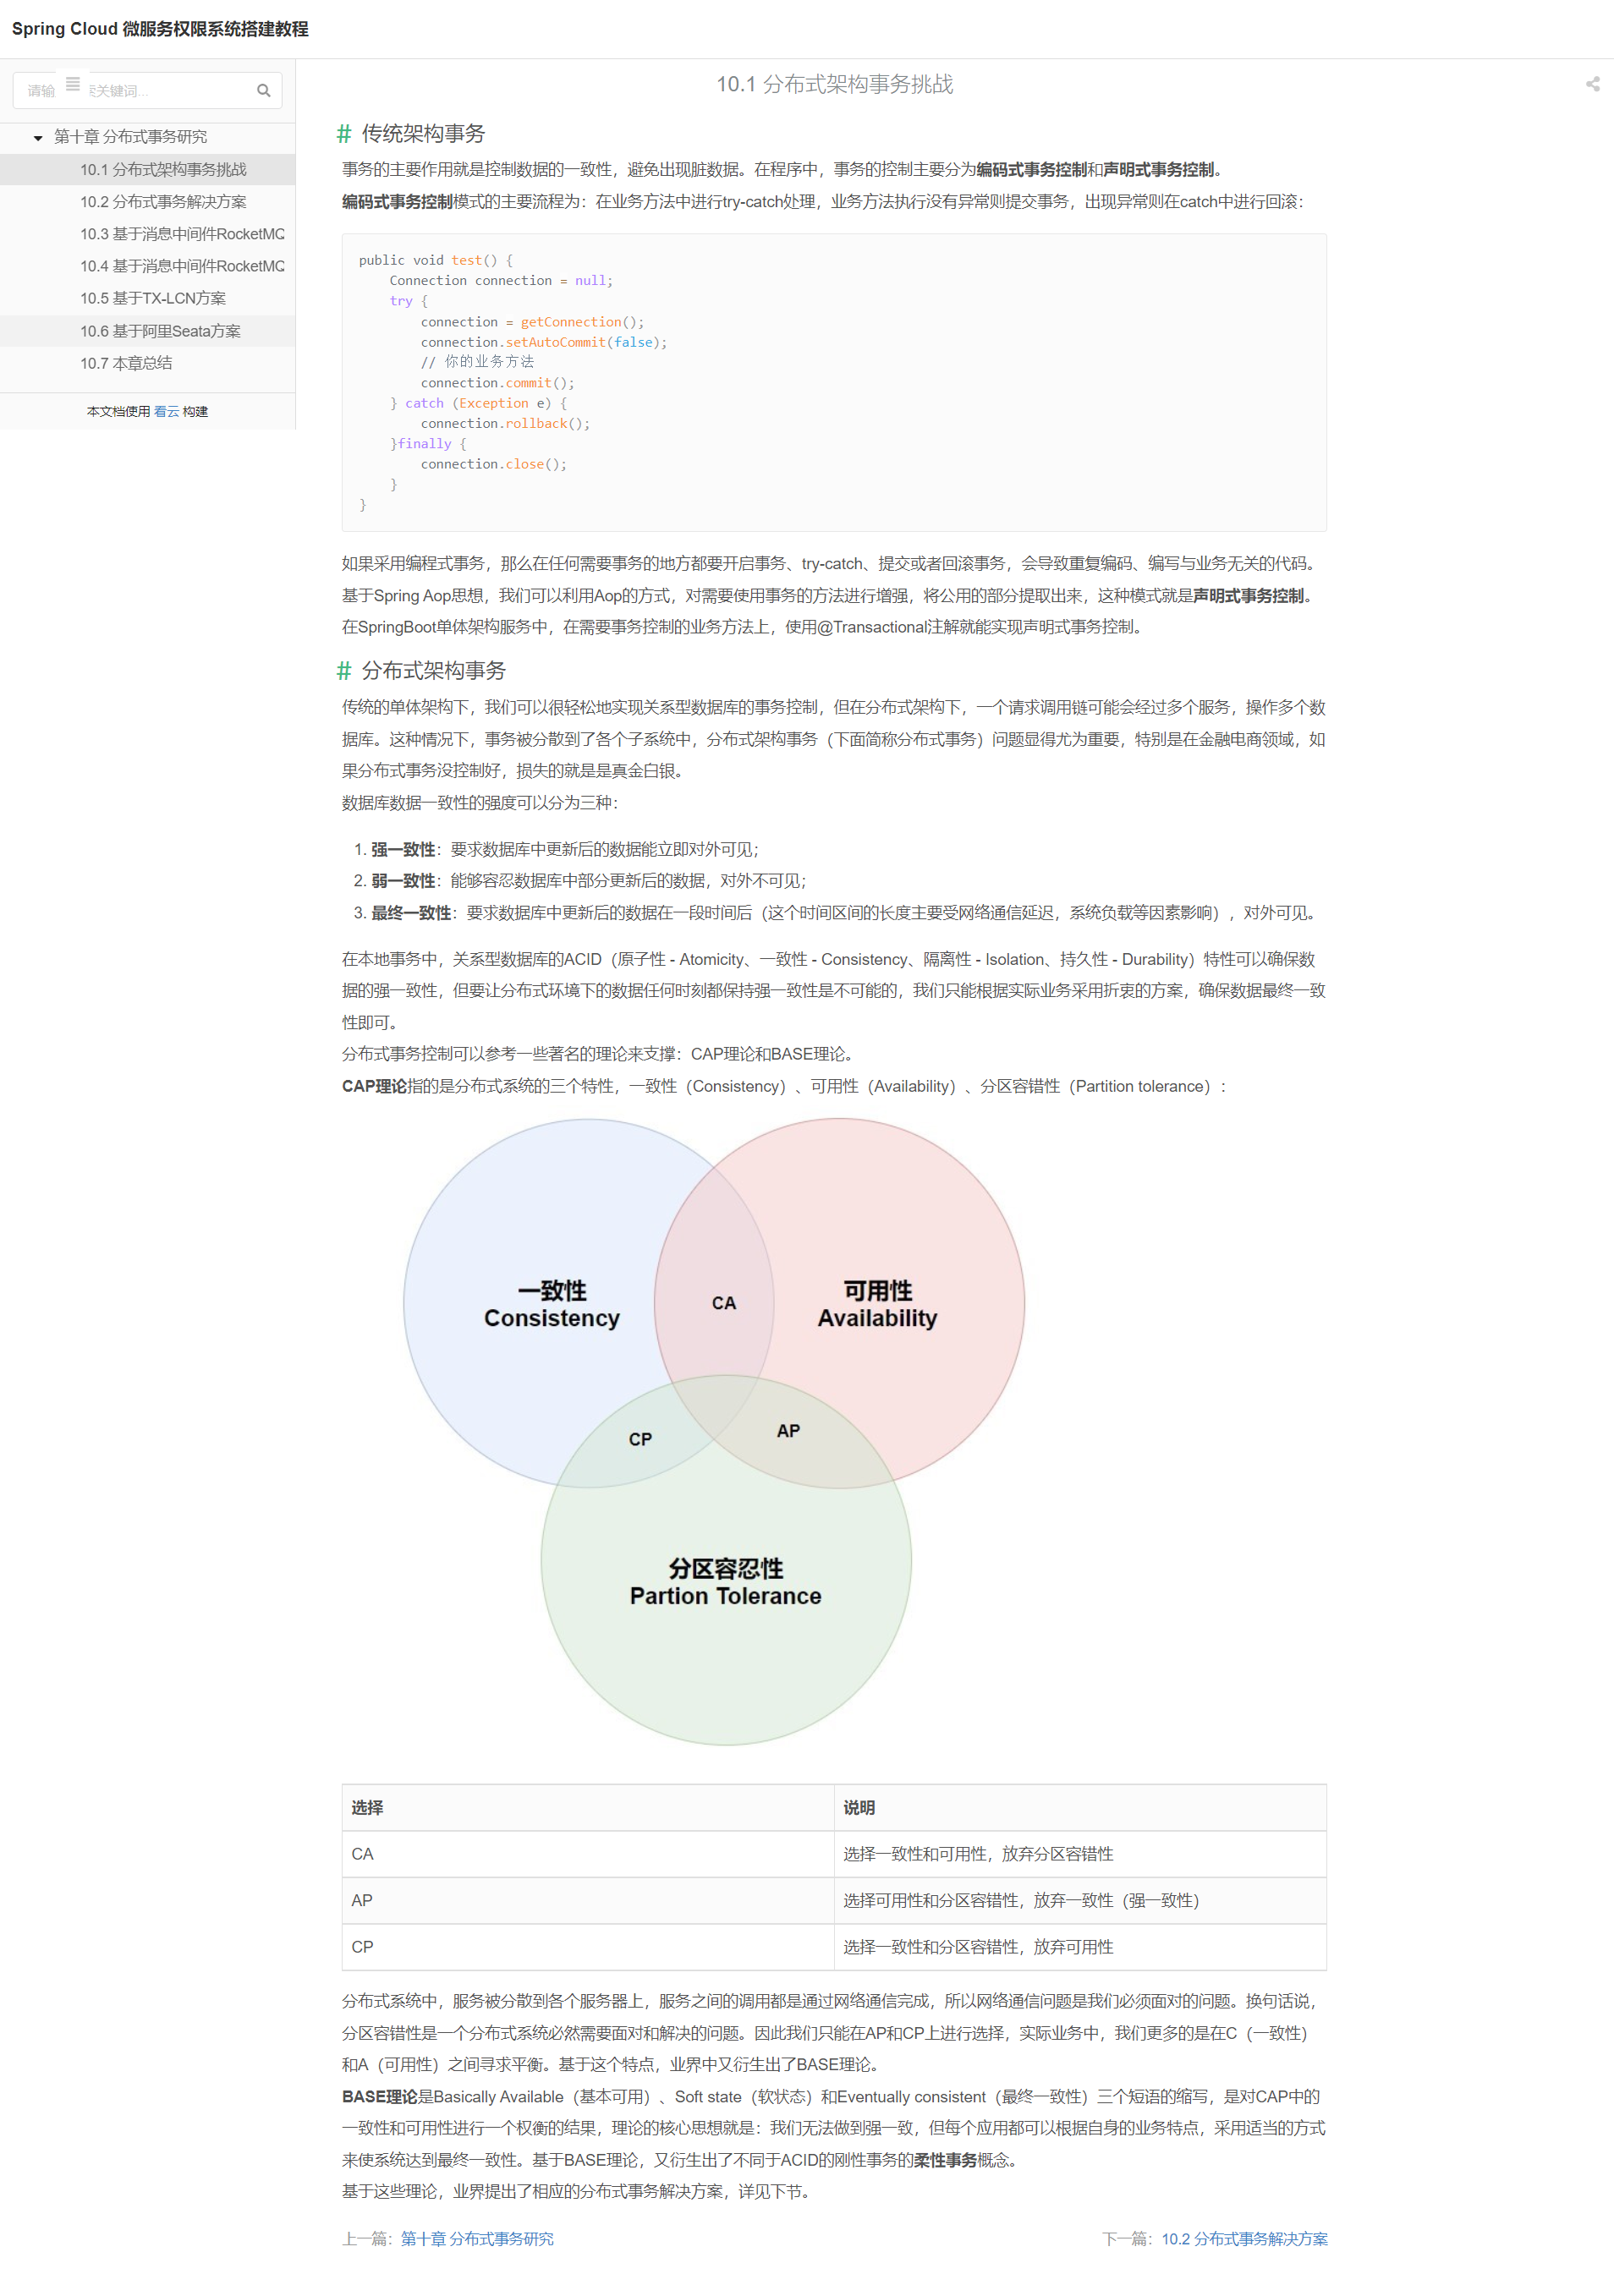 Spring Cloud 微服务权限系统搭建教程
请输 关键词...
第十章 分布式事务研究
10.1 分布式架构事务挑战
10.2 分布式事务解决方案
10.3 基于消息中间件RocketMQ
10.4 基于消息中间件RocketMQ
10.5 基于TX-LCN方案
10.6 基于阿里Seata方案
10.7 本章总结
本文档使用 看云 构建
10.1 分布式架构事务挑战
# 传统架构事务
事务的主要作用就是控制数据的一致性，避免出现脏数据。在程序中，事务的控制主要分为编码式事务控制和声明式事务控制。
编码式事务控制模式的主要流程为：在业务方法中进行try-catch处理，业务方法执行没有异常则提交事务，出现异常则在catch中进行回滚：
public void test() {
    Connection connection = null;
    try {
        connection = getConnection();
        connection.setAutoCommit(false);
        // 你的业务方法
        connection.commit();
    } catch (Exception e) {
        connection.rollback();
    }finally {
        connection.close();
    }
}
如果采用编程式事务，那么在任何需要事务的地方都要开启事务、try-catch、提交或者回滚事务，会导致重复编码、编写与业务无关的代码。
基于Spring Aop思想，我们可以利用Aop的方式，对需要使用事务的方法进行增强，将公用的部分提取出来，这种模式就是声明式事务控制。
在SpringBoot单体架构服务中，在需要事务控制的业务方法上，使用@Transactional注解就能实现声明式事务控制。
# 分布式架构事务
传统的单体架构下，我们可以很轻松地实现关系型数据库的事务控制，但在分布式架构下，一个请求调用链可能会经过多个服务，操作多个数
据库。这种情况下，事务被分散到了各个子系统中，分布式架构事务（下面简称分布式事务）问题显得尤为重要，特别是在金融电商领域，如
果分布式事务没控制好，损失的就是是真金白银。
数据库数据一致性的强度可以分为三种：
1. 强一致性：要求数据库中更新后的数据能立即对外可见；
2. 弱一致性：能够容忍数据库中部分更新后的数据，对外不可见；
3. 最终一致性：要求数据库中更新后的数据在一段时间后（这个时间区间的长度主要受网络通信延迟，系统负载等因素影响），对外可见。
在本地事务中，关系型数据库的ACID（原子性 - Atomicity、一致性 - Consistency、隔离性 - Isolation、持久性 - Durability）特性可以确保数
据的强一致性，但要让分布式环境下的数据任何时刻都保持强一致性是不可能的，我们只能根据实际业务采用折衷的方案，确保数据最终一致
性即可。
分布式事务控制可以参考一些著名的理论来支撑：CAP理论和BASE理论。
CAP理论指的是分布式系统的三个特性，一致性（Consistency）、可用性（Availability）、分区容错性（Partition tolerance）：
一致性
Consistency
CA
可用性
Availability
CP
AP
分区容忍性
Partion Tolerance
选择 说明
CA 选择一致性和可用性，放弃分区容错性
AP 选择可用性和分区容错性，放弃一致性（强一致性）
CP 选择一致性和分区容错性，放弃可用性
分布式系统中，服务被分散到各个服务器上，服务之间的调用都是通过网络通信完成，所以网络通信问题是我们必须面对的问题。换句话说，
分区容错性是一个分布式系统必然需要面对和解决的问题。因此我们只能在AP和CP上进行选择，实际业务中，我们更多的是在C（一致性）
和A（可用性）之间寻求平衡。基于这个特点，业界中又衍生出了BASE理论。
BASE理论是Basically Available（基本可用）、Soft state（软状态）和Eventually consistent（最终一致性）三个短语的缩写，是对CAP中的
一致性和可用性进行一个权衡的结果，理论的核心思想就是：我们无法做到强一致，但每个应用都可以根据自身的业务特点，采用适当的方式
来使系统达到最终一致性。基于BASE理论，又衍生出了不同于ACID的刚性事务的柔性事务概念。
基于这些理论，业界提出了相应的分布式事务解决方案，详见下节。
上一篇：第十章 分布式事务研究 下一篇：10.2 分布式事务解决方案